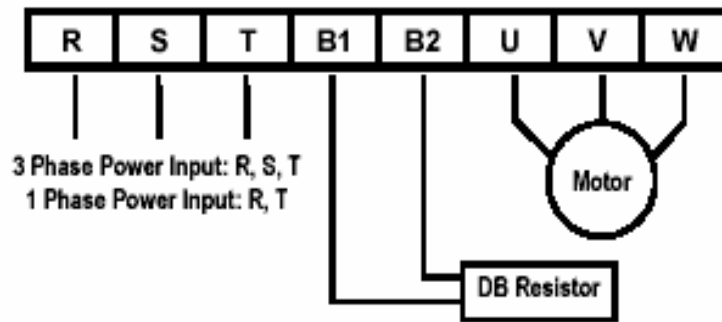 R S T B1 B2 U V W
3 Phase Power Input: R, S, T
1 Phase Power Input: R, T
Motor
DB Resistor